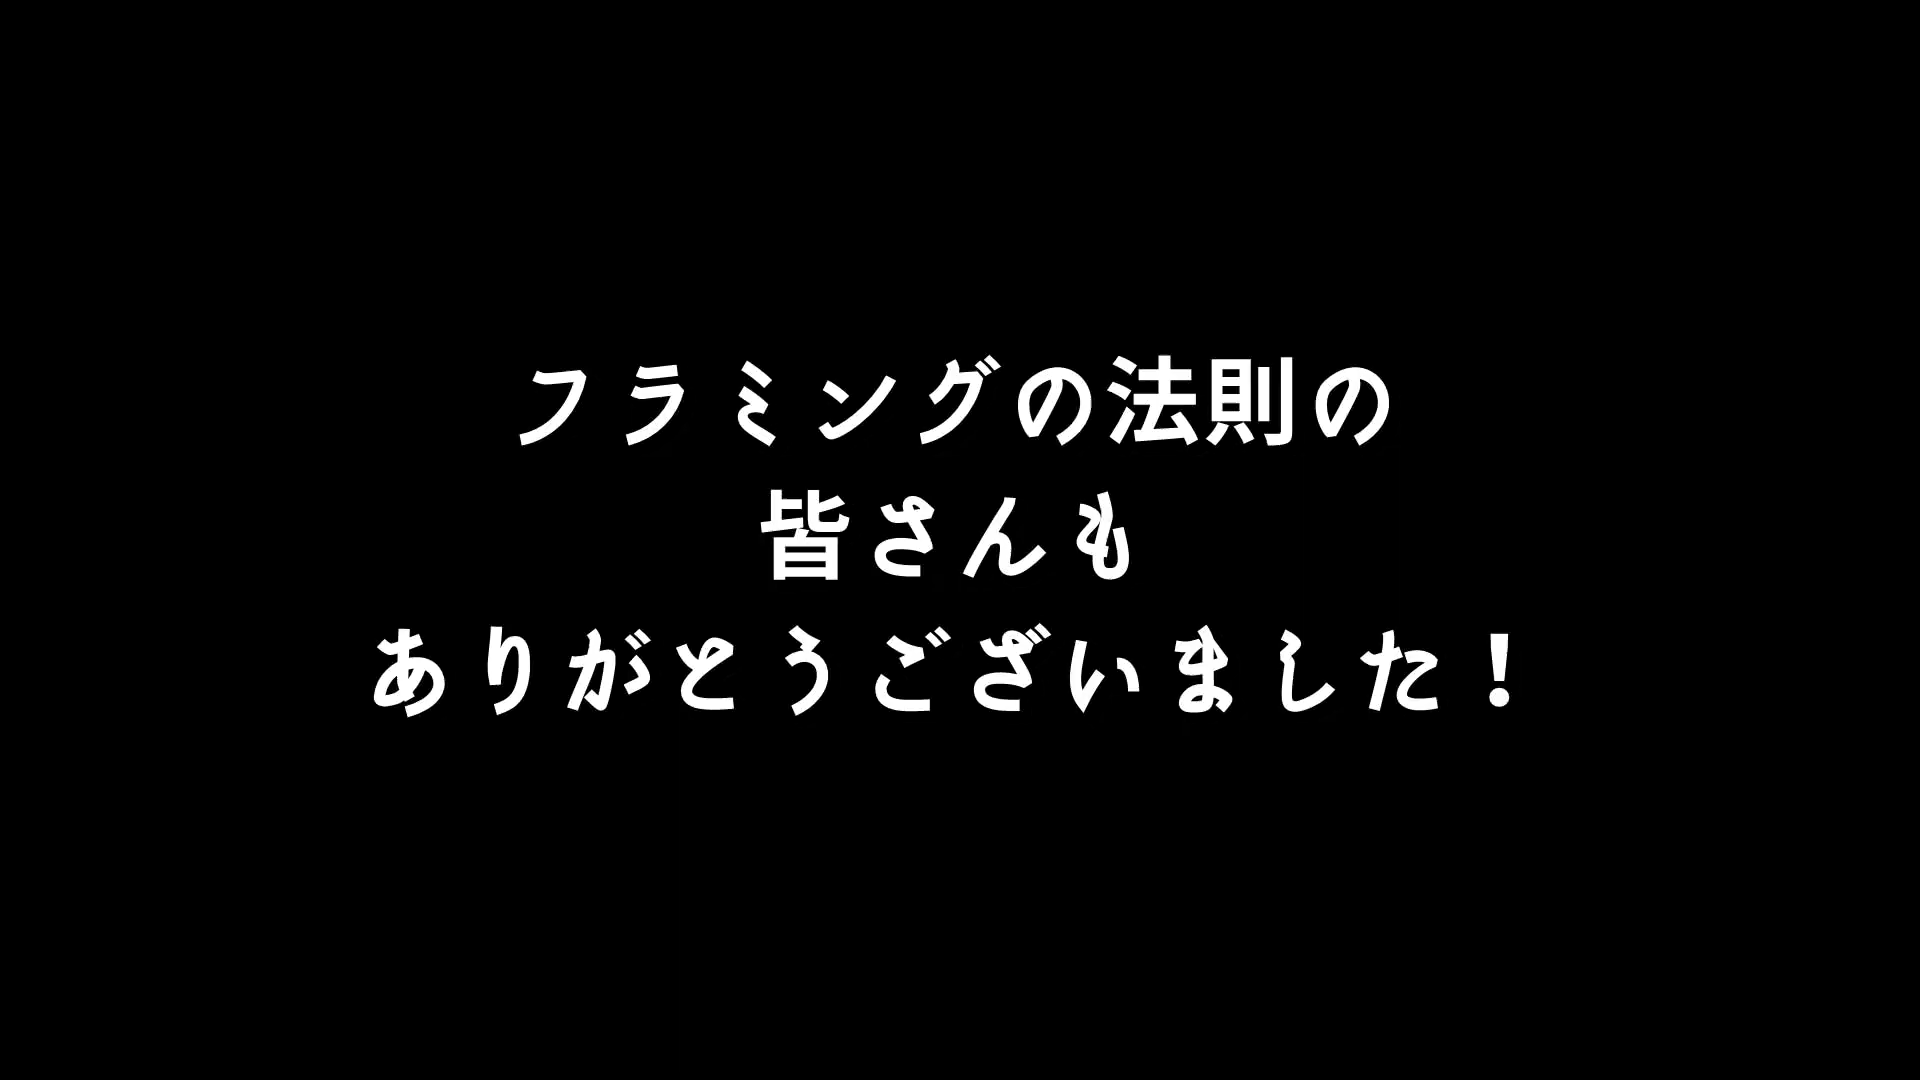 フラミングの法則の
皆さんも
ありがとうございました！